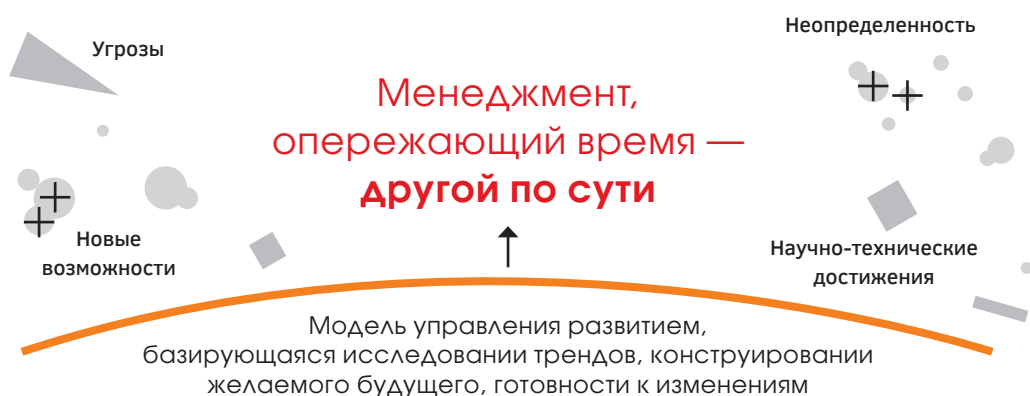 Угрозы
Неопределенность
Менеджмент,
опережающий время —
другой по сути
Новые
возможности
Научно-технические
достижения
Модель управления развитием,
базирующаяся исследовании трендов, конструировании
желаемого будущего, готовности к изменениям